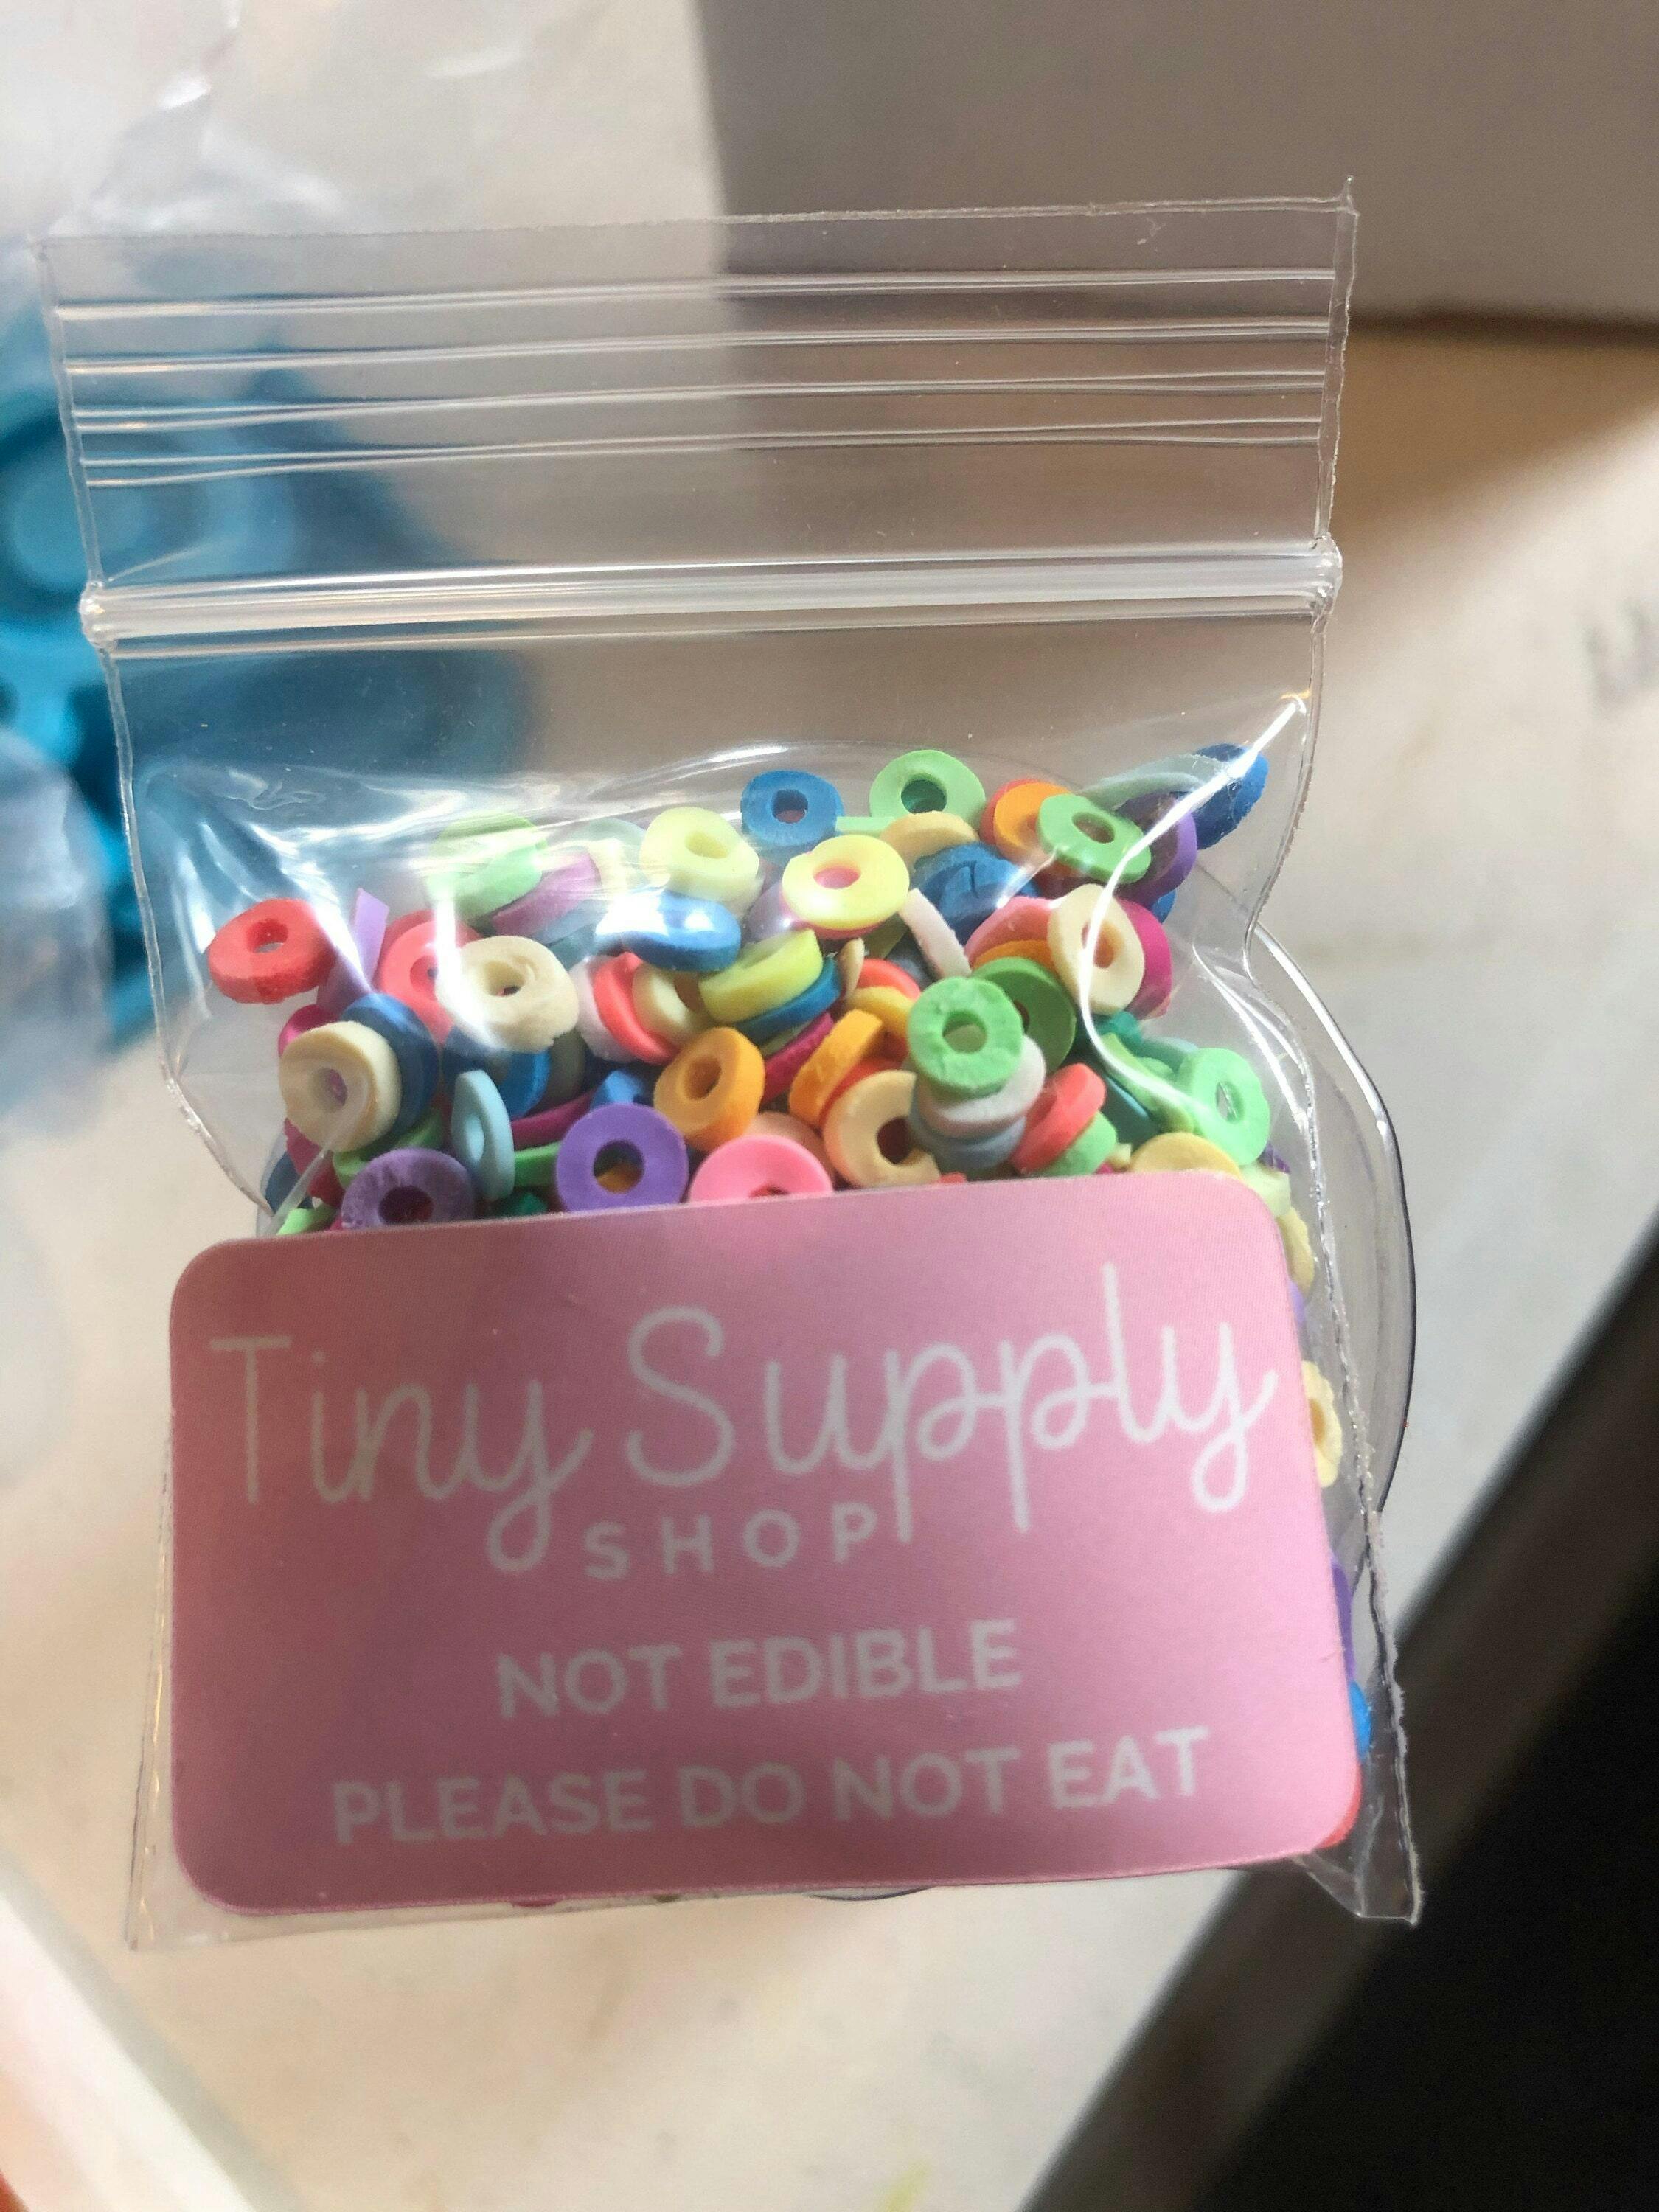 Tiny Supply
SHOP
NOT EDIBLE
PLEASE DO NOT EAT